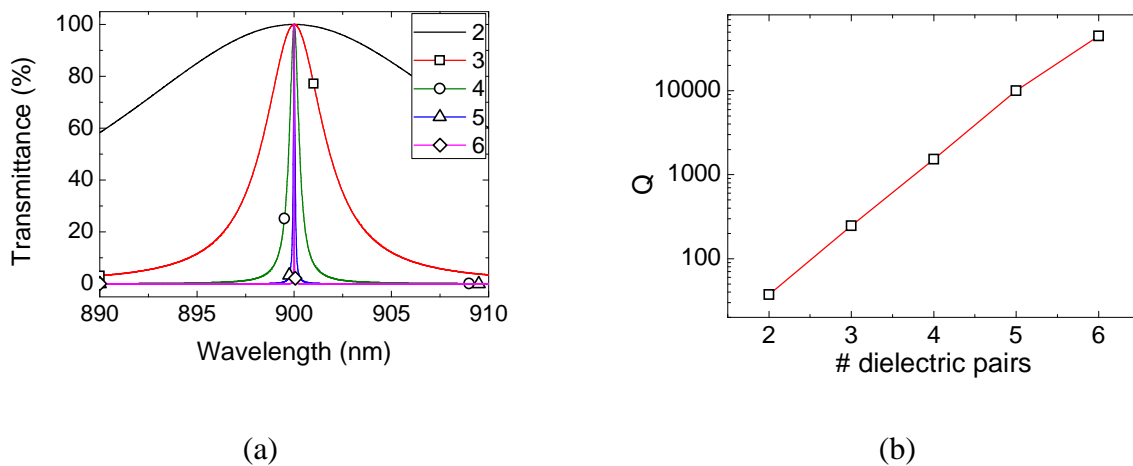 100
80
60
40
20
0
Transmittance (%)
890 895 900 905 910
Wavelength (nm)
2
3
4
5
6
(a)
10000
1000
100
Q
2 3 4 5 6
# dielectric pairs
(b)